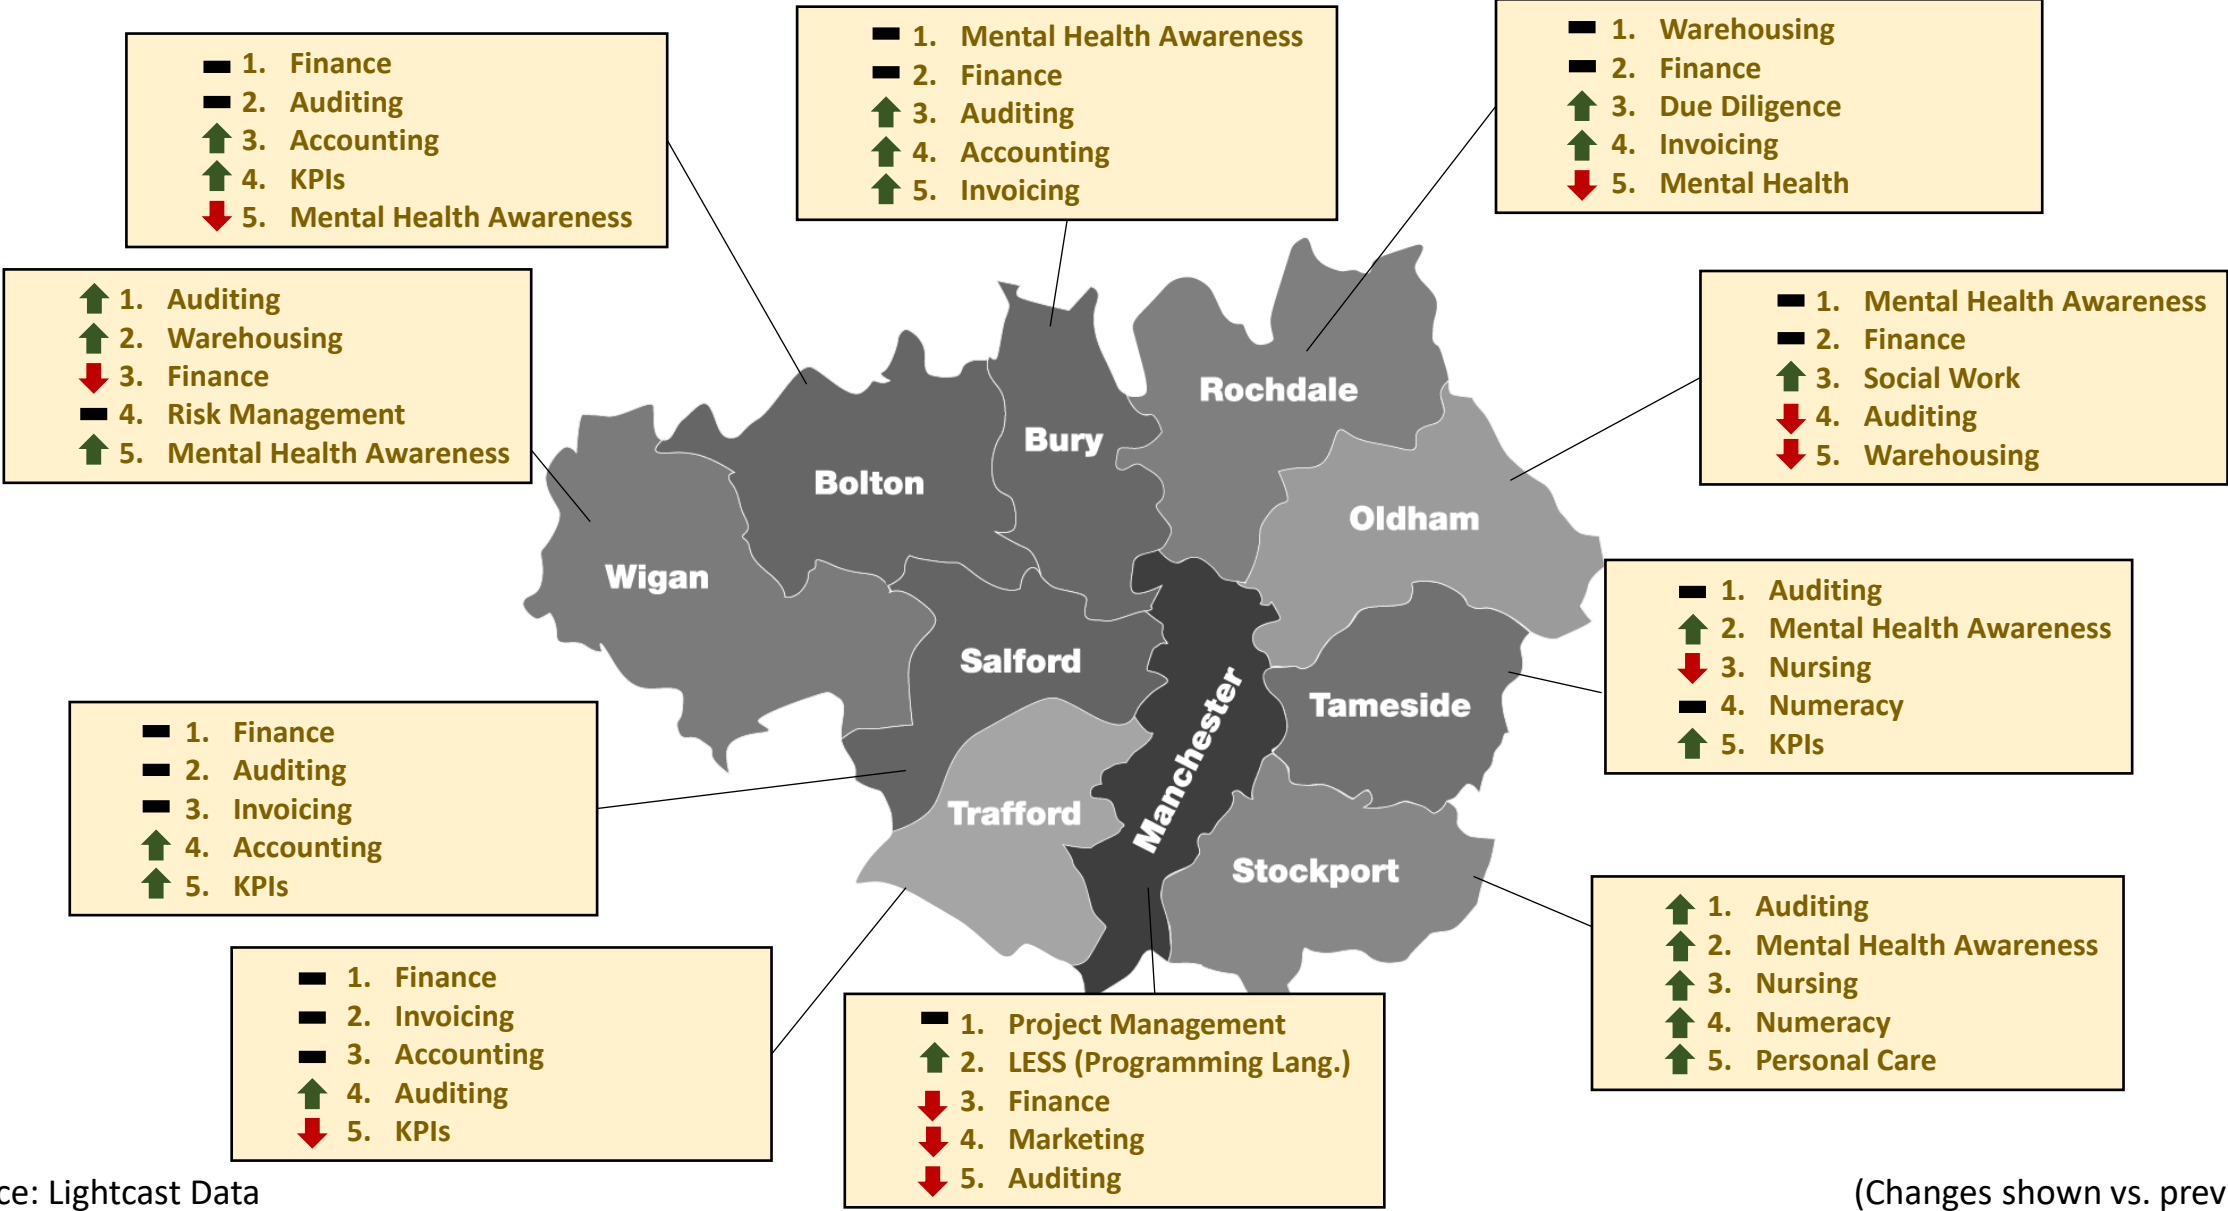 1. Finance
2. Auditing
3. Accounting
4. KPIs
5. Mental Health Awareness
1. Mental Health Awareness
2. Finance
3. Auditing
4. Accounting
5. Invoicing
1. Warehousing
2. Finance
3. Due Diligence
4. Invoicing
5. Mental Health
1. Auditing
2. Warehousing
3. Finance
4. Risk Management
5. Mental Health Awareness
1. Mental Health Awareness
2. Finance
3. Social Work
4. Auditing
5. Warehousing
Rochdale
Bury
Bolton
Oldham
Wigan
Salford
Tameside
Manchester
Trafford
Stockport
1. Auditing
2. Mental Health Awareness
3. Nursing
4. Numeracy
5. KPIs
1. Finance
2. Auditing
3. Invoicing
4. Accounting
5. KPIs
1. Auditing
2. Mental Health Awareness
3. Nursing
4. Numeracy
5. Personal Care
1. Finance
2. Invoicing
3. Accounting
4. Auditing
5. KPIs
1. Project Management
2. LESS (Programming Lang.)
3. Finance
4. Marketing
5. Auditing
ce: Lightcast Data
(Changes shown vs. prev